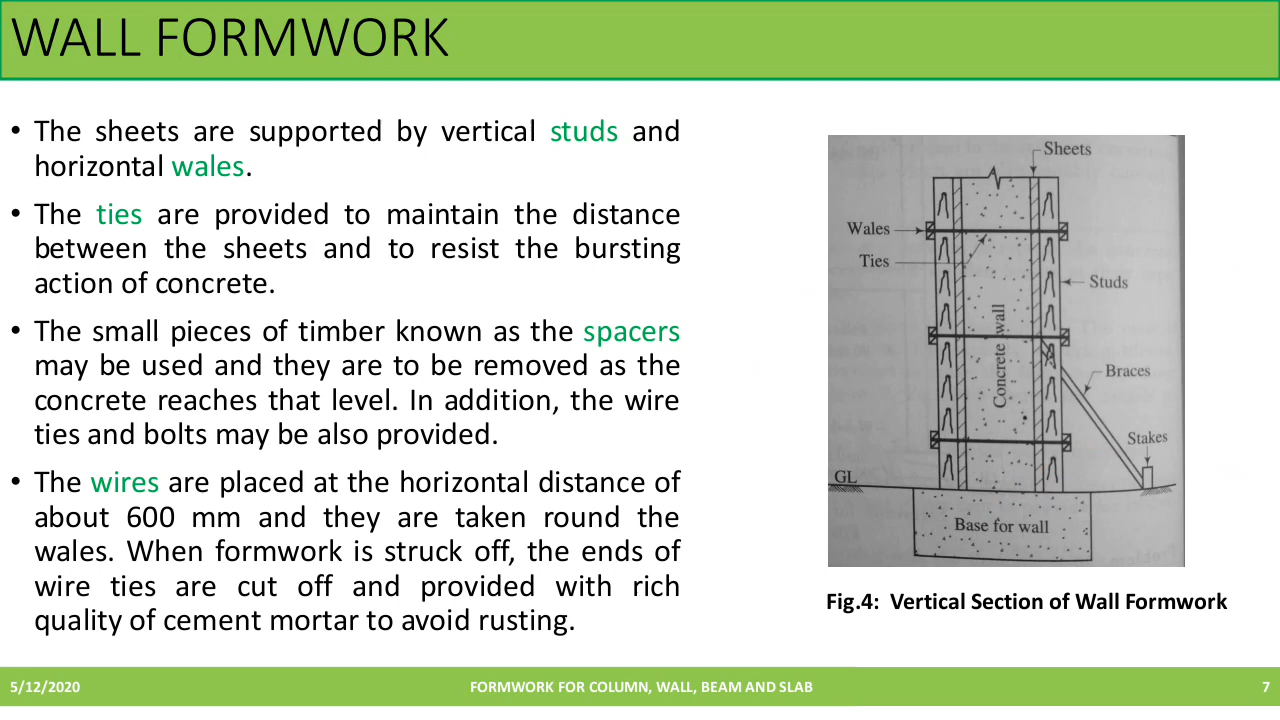 WALL FORMWORK
• The sheets are supported by vertical studs and
horizontal wales.
• The ties are provided to maintain the distance
between the sheets and to resist the bursting
action of concrete.
• The small pieces of timber known as the spacers
may be used and they are to be removed as the
concrete reaches that level. In addition, the wire
ties and bolts may be also provided.
• The wires are placed at the horizontal distance of
about 600 mm and they are taken round the
wales. When formwork is struck off, the ends of
wire ties are cut off and provided with rich
quality of cement mortar to avoid rusting.
Sheets
Wales
Ties
Studs
Concrete wall
Braces
Stakes
GL
Base for wall
Fig.4: Vertical Section of Wall Formwork
5/12/2020
FORMWORK FOR COLUMN, WALL, BEAM AND SLAB
7